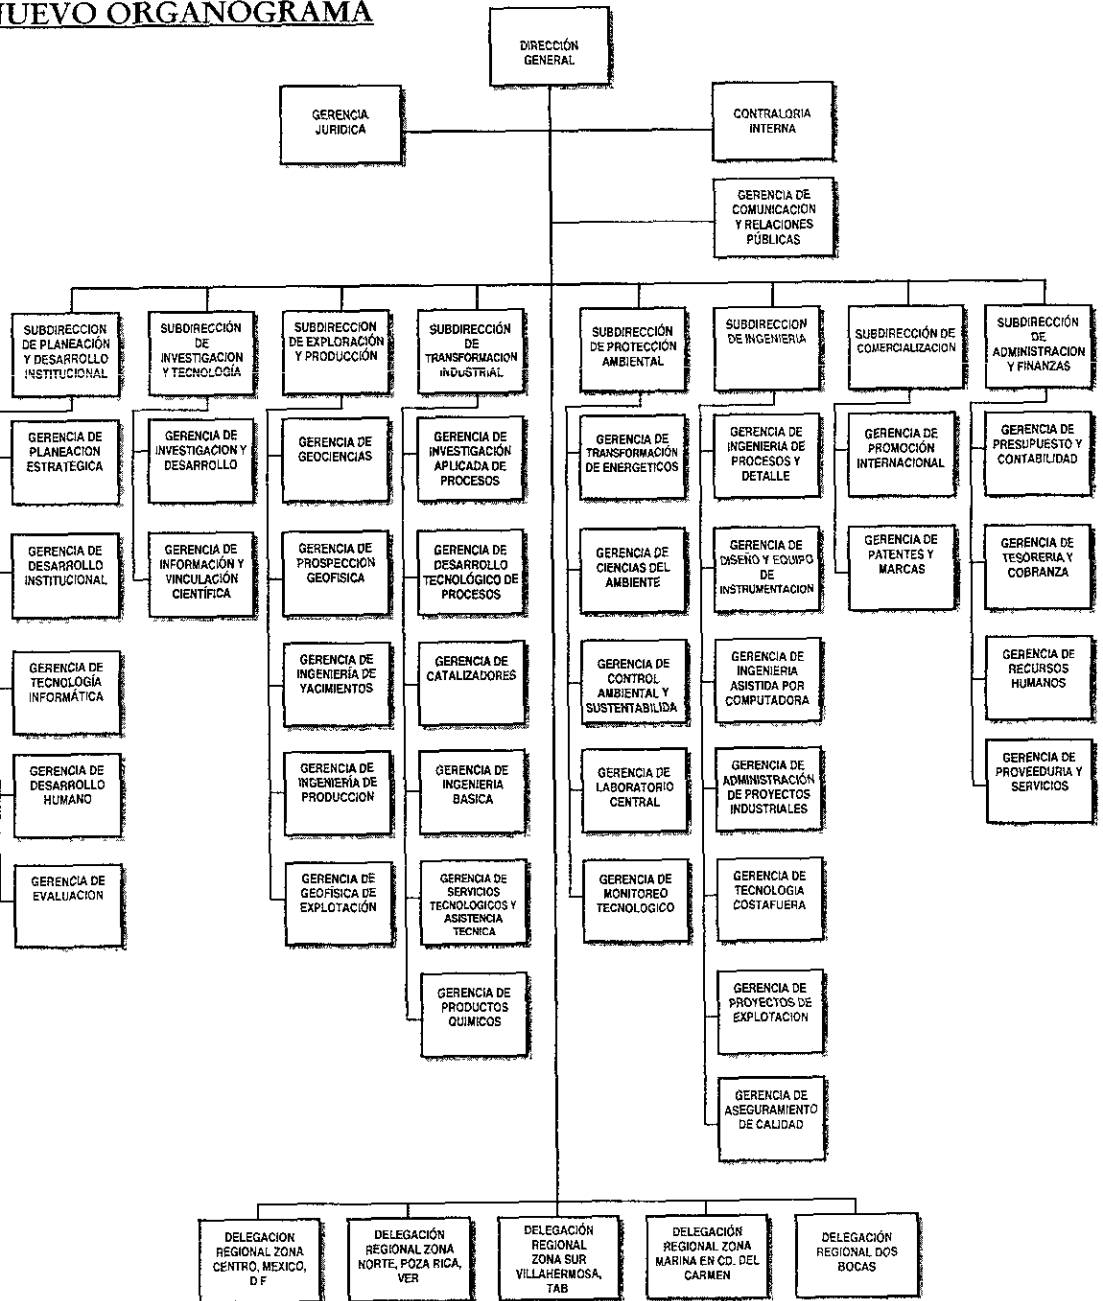 NUEVO ORGANOGRAMA
DIRECCIÓN
GENERAL
GERENCIA
JURIDICA
CONTRALORIA
INTERNA
GERENCIA DE
COMUNICACION
Y RELACIONES
PÚBLICAS
SUBDIRECCION
DE PLANEACIÓN
Y DESARROLLO
INSTITUCIONAL
SUBDIRECCIÓN
DE
INVESTIGACION
Y TECNOLOGÍA
SUBDIRECCION
DE EXPLORACIÓN
Y PRODUCCIÓN
SUBDIRECCIÓN
DE
TRANSFORMACION
INDUSTRIAL
SUBDIRECCIÓN
DE PROTECCIÓN
AMBIENTAL
SUBDIRECCION
DE INGENIERIA
SUBDIRECCIÓN DE
COMERCIALIZACION
SUBDIRECCIÓN
DE
ADMINISTRACION
Y FINANZAS
GERENCIA DE
PLANEACION
ESTRATEGICA
GERENCIA DE
INVESTIGACION Y
DESARROLLO
GERENCIA DE
GEOCIENCIAS
GERENCIA DE
INVESTIGACIÓN
APLICADA DE
PROCESOS
GERENCIA DE
TRANSFORMACIÓN
DE ENERGETICOS
GERENCIA DE
INGENIERIA DE
PROCESOS Y
DETALLE
GERENCIA DE
PROMOCIÓN
INTERNACIONAL
GERENCIA DE
PRESUPUESTO Y
CONTABILIDAD
GERENCIA DE
DESARROLLO
INSTITUCIONAL
GERENCIA DE
INFORMACIÓN Y
VINCULACIÓN
CIENTÍFICA
GERENCIA DE
PROSPECCION
GEOFISICA
GERENCIA DE
DESARROLLO
TECNOLÓGICO DE
PROCESOS
GERENCIA DE
CIENCIAS DEL
AMBIENTE
GERENCIA DE
DISEÑO Y EQUIPO
DE
INSTRUMENTACION
GERENCIA DE
PATENTES Y
MARCAS
GERENCIA DE
TESORERIA Y
COBRANZA
GERENCIA DE
TECNOLOGÍA
INFORMÁTICA
GERENCIA DE
INGENIERÍA DE
YACIMIENTOS
GERENCIA DE
CATALIZADORES
GERENCIA DE
CONTROL
AMBIENTAL Y
SUSTENTABILIDA
GERENCIA DE
INGENIERIA
ASISTIDA POR
COMPUTADORA
GERENCIA DE
RECURSOS
HUMANOS
GERENCIA DE
DESARROLLO
HUMANO
GERENCIA DE
INGENIERÍA DE
PRODUCCION
GERENCIA DE
INGENIERIA
BASICA
GERENCIA DE
LABORATORIO
CENTRAL
GERENCIA DE
ADMINISTRACIÓN
DE PROYECTOS
INDUSTRIALES
GERENCIA DE
PROVEEDURIA Y
SERVICIOS
GERENCIA DE
EVALUACION
GERENCIA DE
GEOFÍSICA DE
EXPLOTACIÓN
GERENCIA DE
SERVICIOS
TECNOLOGICOS Y
ASISTENCIA
TECNICA
GERENCIA DE
MONITOREO
TECNOLOGICO
GERENCIA DE
TECNOLOGIA
COSTAFUERA
GERENCIA DE
PRODUCTOS
QUIMICOS
GERENCIA DE
PROYECTOS DE
EXPLOTACION
GERENCIA DE
ASEGURAMIENTO
DE CALIDAD
DELEGACIÓN
REGIONAL ZONA
CENTRO, MEXICO,
D F
DELEGACIÓN
REGIONAL ZONA
NORTE, POZA RICA,
VER
DELEGACIÓN
REGIONAL
ZONA SUR
VILLAHERMOSA,
TAB
DELEGACIÓN
REGIONAL ZONA
MARINA EN CD. DEL
CARMEN
DELEGACIÓN
REGIONAL DOS
BOCAS